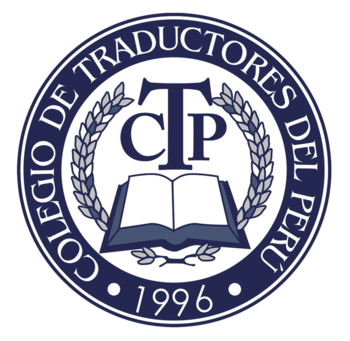 COLEGIO DE TRADUCTORES DEL PERÚ
CTP
• 1996 •